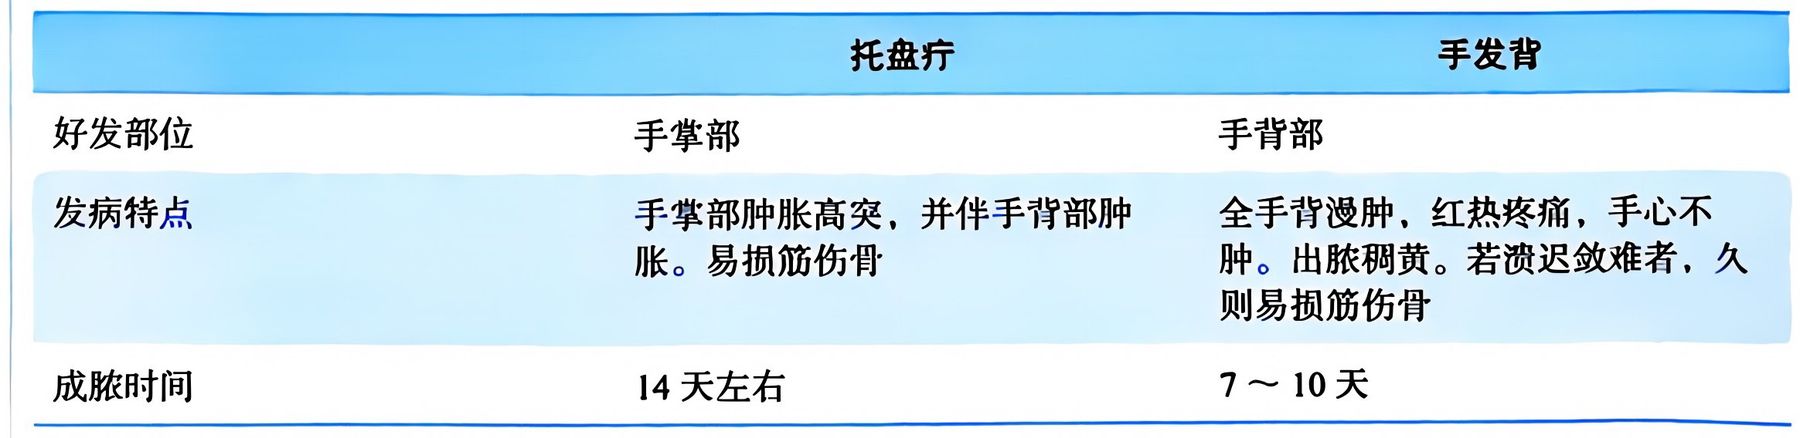 托盘疔 手发背
好发部位 手掌部 手背部
发病特点 手掌部肿胀高突，并伴手背部肿 全手背漫肿，红热疼痛，手心不
胀。易损筋伤骨 肿。出脓稠黄。若溃迟敛难者，久
则易损筋伤骨
成脓时间 14 天左右 7～10 天